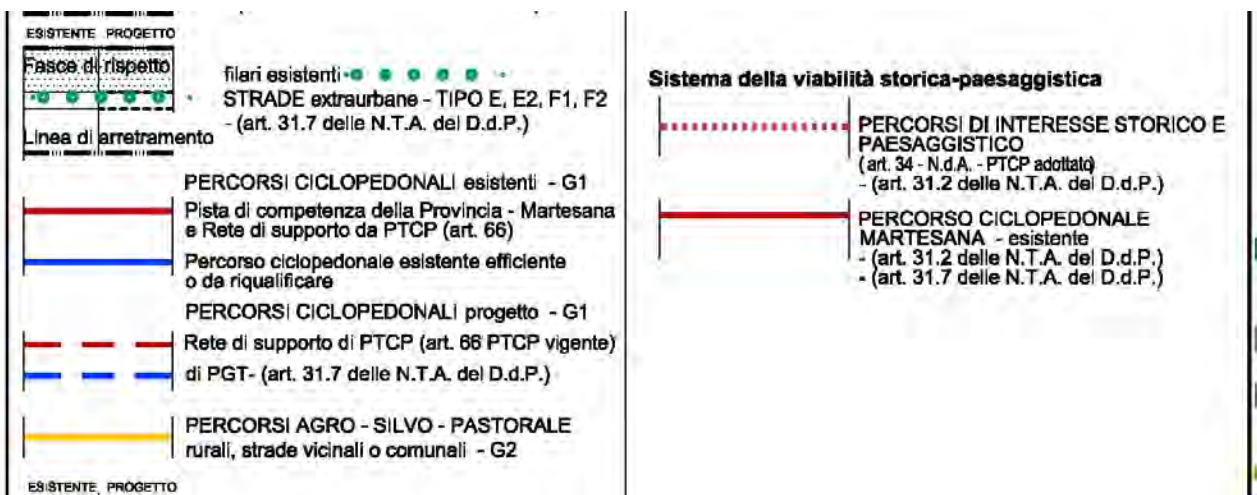 ESISTENTE PROGETTO
Fasce di rispetto
filari esistenti
STRADE extraurbane - TIPO E, E2, F1, F2
- (art. 31.7 delle N.T.A. del D.d.P.)
Linea di arretramento
PERCORSI CICLOPEDONALI esistenti - G1
Pista di competenza della Provincia - Martesana
e Rete di supporto da PTCP (art. 66)
Percorso ciclopedonale esistente efficiente
o da riqualificare
PERCORSI CICLOPEDONALI progetto - G1
Rete di supporto di PTCP (art. 66 PTCP vigente)
di PGT- (art. 31.7 delle N.T.A. del D.d.P.)
PERCORSI AGRO - SILVO - PASTORALE
rurali, strade vicinali o comunali - G2
ESISTENTE PROGETTO
Sistema della viabilità storica-paesaggistica
PERCORSI DI INTERESSE STORICO E
PAESAGGISTICO
( art. 34 - N.d.A. - PTCP adottato)
- (art. 31.2 delle N.T.A. del D.d.P.)
PERCORSO CICLOPEDONALE
MARTESANA - esistente
- (art. 31.2 delle N.T.A. del D.d.P.)
- (art. 31.7 delle N.T.A. del D.d.P.)